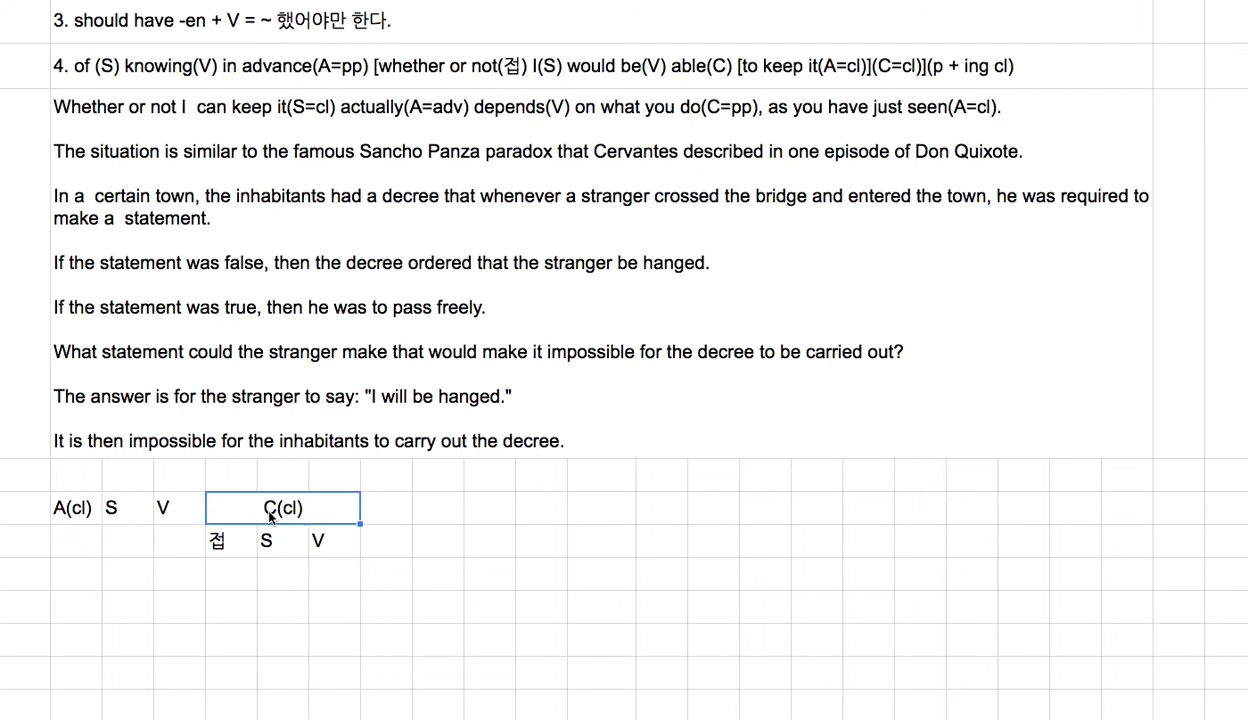 3. should have -en + V = ~ 했어야만 한다.
4. of (S) knowing(V) in advance(A=pp) [whether or not(접) I(S) would be(V) able(C) [to keep it(A=cl)](C=cl)](p + ing cl)
Whether or not I  can keep it(S=cl) actually(A=adv) depends(V) on what you do(C=pp), as you have just seen(A=cl).
The situation is similar to the famous Sancho Panza paradox that Cervantes described in one episode of Don Quixote.
In a  certain town, the inhabitants had a decree that whenever a stranger crossed the bridge and entered the town, he was required to
make a  statement.
If the statement was false, then the decree ordered that the stranger be hanged.
If the statement was true, then he was to pass freely.
What statement could the stranger make that would make it impossible for the decree to be carried out?
The answer is for the stranger to say: "I will be hanged."
It is then impossible for the inhabitants to carry out the decree.
A(cl) S V C(cl)
접 S V